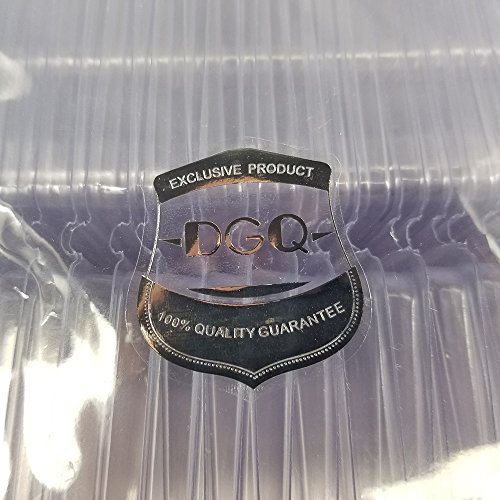 EXCLUSIVE PRODUCT
DGQ
100% QUALITY GUARANTEE